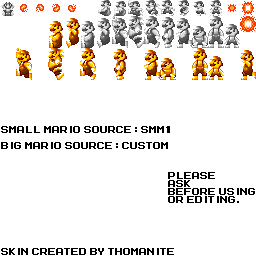 SMALL MARIO SOURCE : SMM1
BIG MARIO SOURCE : CUSTOM
PLEASE
ASK
BEFORE USING
OR EDITING.
SKIN CREATED BY THOMANITE